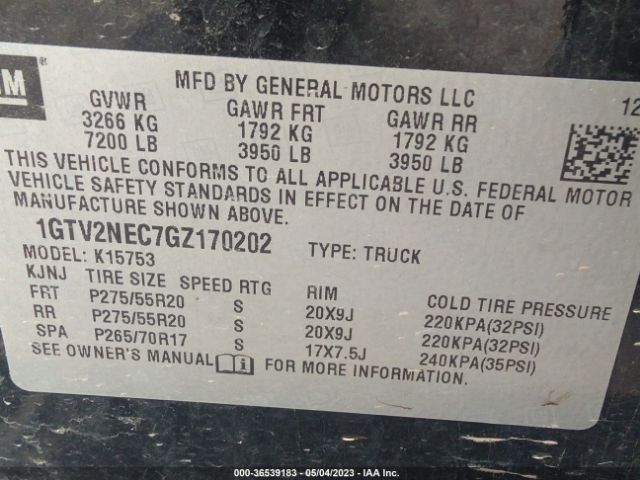 GM ®
MFD BY GENERAL MOTORS LLC
12
GVWR GAWR FRT GAWR RR
3266 KG 1792 KG 1792 KG
7200 LB 3950 LB 3950 LB
THIS VEHICLE CONFORMS TO ALL APPLICABLE U.S. FEDERAL MOTOR
VEHICLE SAFETY STANDARDS IN EFFECT ON THE DATE OF
MANUFACTURE SHOWN ABOVE.
1GTV2NEC7GZ170202 TYPE: TRUCK
MODEL: K15753
KJNJ TIRE SIZE SPEED RTG RIM COLD TIRE PRESSURE
FRT P275/55R20 S 20X9J 220KPA(32PSI)
RR P275/55R20 S 20X9J 220KPA(32PSI)
SPA P265/70R17 S 17X7.5J 240KPA(35PSI)
SEE OWNER'S MANUAL i FOR MORE INFORMATION.
000-36539183 - 05/04/2023 - IAA Inc.